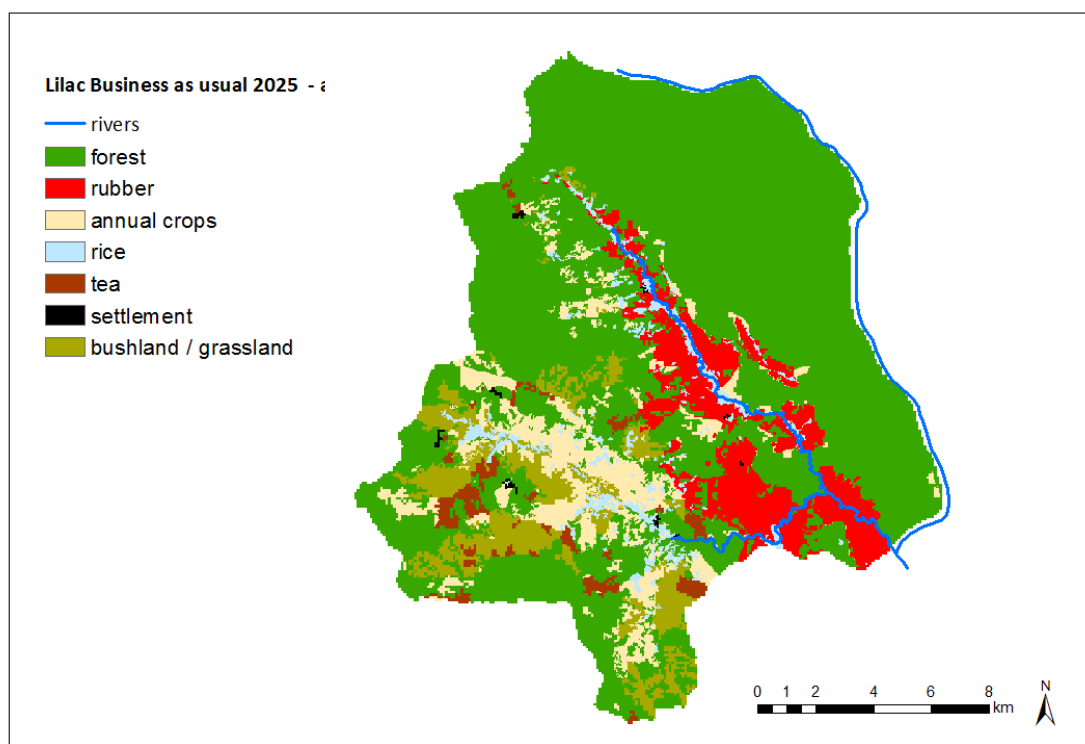 Lilac Business as usual 2025 - a
rivers
forest
rubber
annual crops
rice
tea
settlement
bushland / grassland
0 1 2 4 6 8
km
N